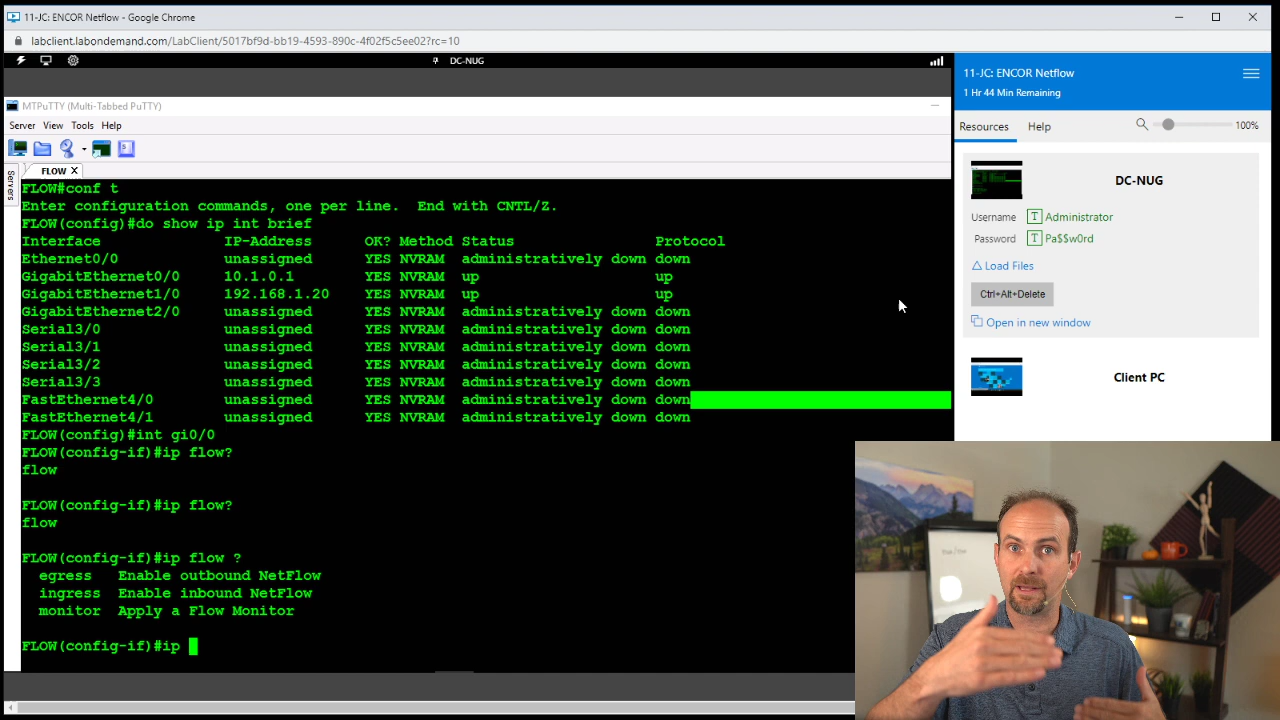 11-JC: ENCOR Netflow - Google Chrome
labclient.labondemand.com/LabClient/5017bf9d-bb19-4593-890c-4f02f5c5ee02?rc=10
DC-NUG
MTPuTTY (Multi-Tabbed PuTTY)
Server View Tools Help
Servers
FLOW X
FLOW#conf t
Enter configuration commands, one per line.  End with CNTL/Z.
FLOW(config)#do show ip int brief
Interface              IP-Address      OK? Method Status                Protocol
Ethernet0/0            unassigned      YES NVRAM  administratively down down
GigabitEthernet0/0     10.1.0.1        YES NVRAM  up                    up
GigabitEthernet1/0     192.168.1.20    YES NVRAM  up                    up
GigabitEthernet2/0     unassigned      YES NVRAM  administratively down down
Serial3/0              unassigned      YES NVRAM  administratively down down
Serial3/1              unassigned      YES NVRAM  administratively down down
Serial3/2              unassigned      YES NVRAM  administratively down down
Serial3/3              unassigned      YES NVRAM  administratively down down
FastEthernet4/0        unassigned      YES NVRAM  administratively down down
FastEthernet4/1        unassigned      YES NVRAM  administratively down down
FLOW(config)#int gi0/0
FLOW(config-if)#ip flow?
flow
FLOW(config-if)#ip flow?
flow
FLOW(config-if)#ip flow ?
  egress   Enable outbound NetFlow
  ingress  Enable inbound NetFlow
  monitor  Apply a Flow Monitor
FLOW(config-if)#ip
11-JC: ENCOR Netflow
1 Hr 44 Min Remaining
Resources Help 100%
DC-NUG
Username T Administrator
Password T Pa$$w0rd
Load Files
Ctrl+Alt+Delete
Open in new window
Client PC